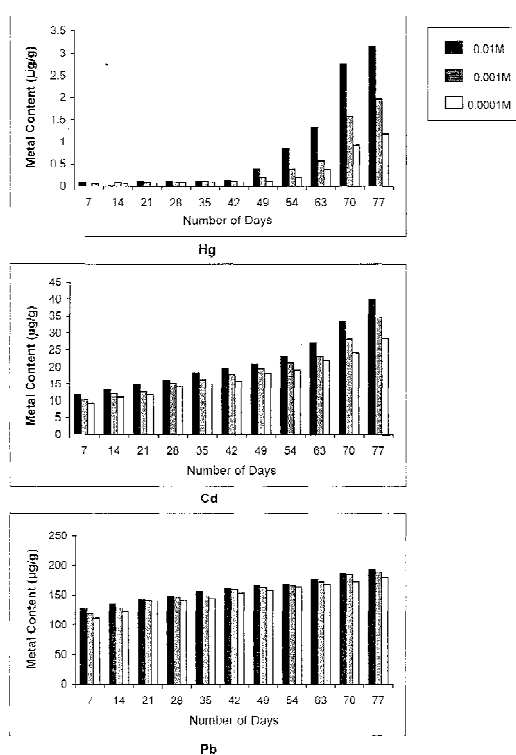 0.01M
0.001M
0.0001M
Metal Content (µg/g)
3.5
3
2.5
2
1.5
1
0.5
0
7 14 21 28 35 42 49 54 63 70 77
Number of Days
Hg
Metal Content (µg/g)
45
40
35
30
25
20
15
10
5
0
7 14 21 28 35 42 49 54 63 70 77
Number of Days
Cd
Metal Content (µg/g)
250
200
150
100
50
0
7 14 21 28 35 42 49 54 63 70 77
Number of Days
Pb